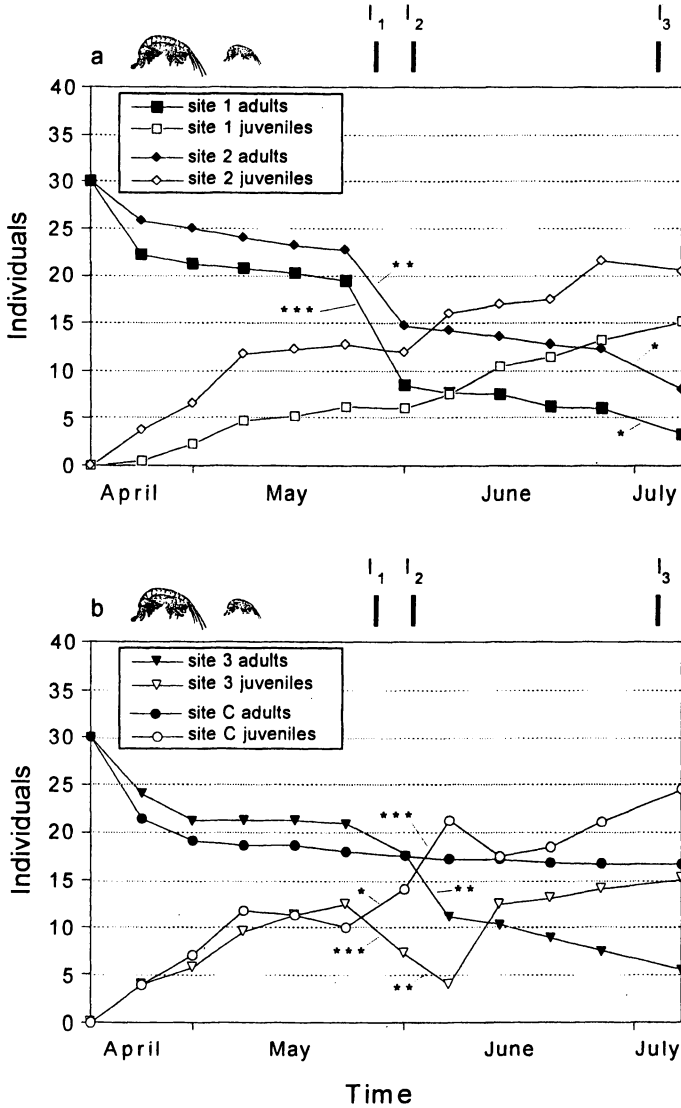 I1 I2 I3
a
40
35
30
25
20
15
10
5
0
Individuals
site 1 adults
site 1 juveniles
site 2 adults
site 2 juveniles
★★
★★★
★
★
April May June July
I1 I2 I3
b
40
35
30
25
20
15
10
5
0
Individuals
site 3 adults
site 3 juveniles
site C adults
site C juveniles
★★★
★
★★
★★★
★★
April May June July
Time